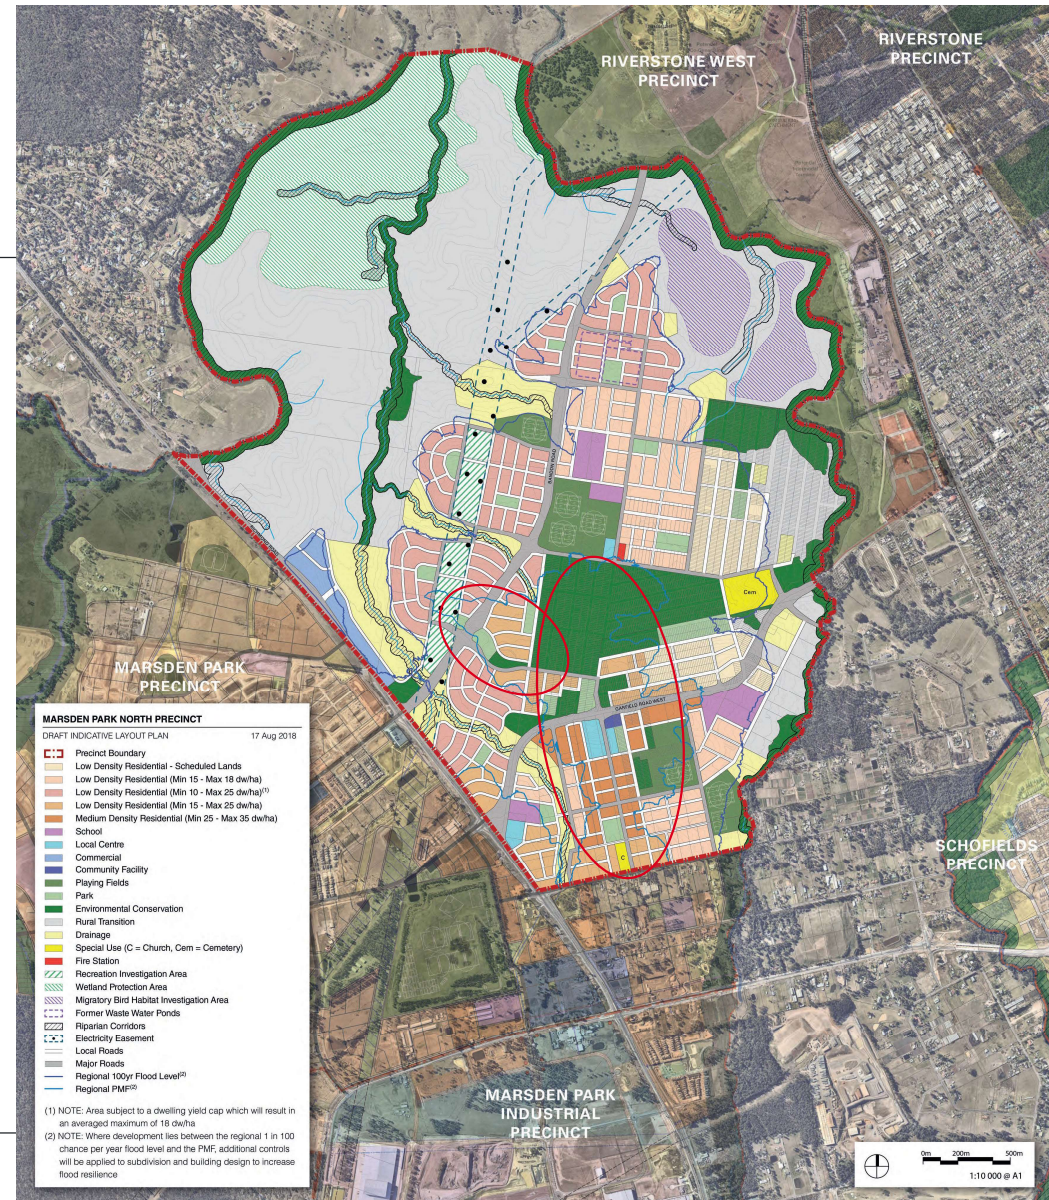 RIVERSTONE WEST
PRECINCT
RIVERSTONE
PRECINCT
BANDON ROAD
Cem
MARSDEN PARK
PRECINCT
GARFIELD ROAD WEST
C
SCHOFIELDS
PRECINCT
MARSDEN PARK
INDUSTRIAL
PRECINCT
MARSDEN PARK NORTH PRECINCT
DRAFT INDICATIVE LAYOUT PLAN 17 Aug 2018
Precinct Boundary
Low Density Residential - Scheduled Lands
Low Density Residential (Min 15 - Max 18 dw/ha)
Low Density Residential (Min 10 - Max 25 dw/ha)(1)
Low Density Residential (Min 15 - Max 25 dw/ha)
Medium Density Residential (Min 25 - Max 35 dw/ha)
School
Local Centre
Commercial
Community Facility
Playing Fields
Park
Environmental Conservation
Rural Transition
Drainage
Special Use (C = Church, Cem = Cemetery)
Fire Station
Recreation Investigation Area
Wetland Protection Area
Migratory Bird Habitat Investigation Area
Former Waste Water Ponds
Riparian Corridors
Electricity Easement
Local Roads
Major Roads
Regional 100yr Flood Level(2)
Regional PMF(2)
(1) NOTE: Area subject to a dwelling yield cap which will result in
an averaged maximum of 18 dw/ha
(2) NOTE: Where development lies between the regional 1 in 100
chance per year flood level and the PMF, additional controls
will be applied to subdivision and building design to increase
flood resilience
0m 200m 500m
1:10 000 @ A1